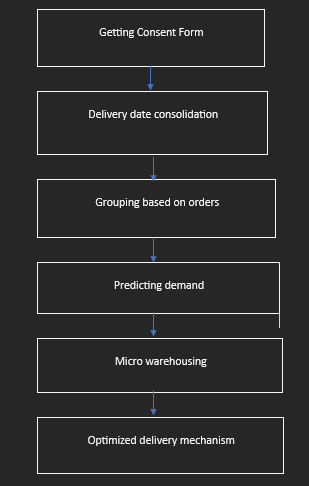 Getting Consent Form
Delivery date consolidation
Grouping based on orders
Predicting demand
Micro warehousing
Optimized delivery mechanism